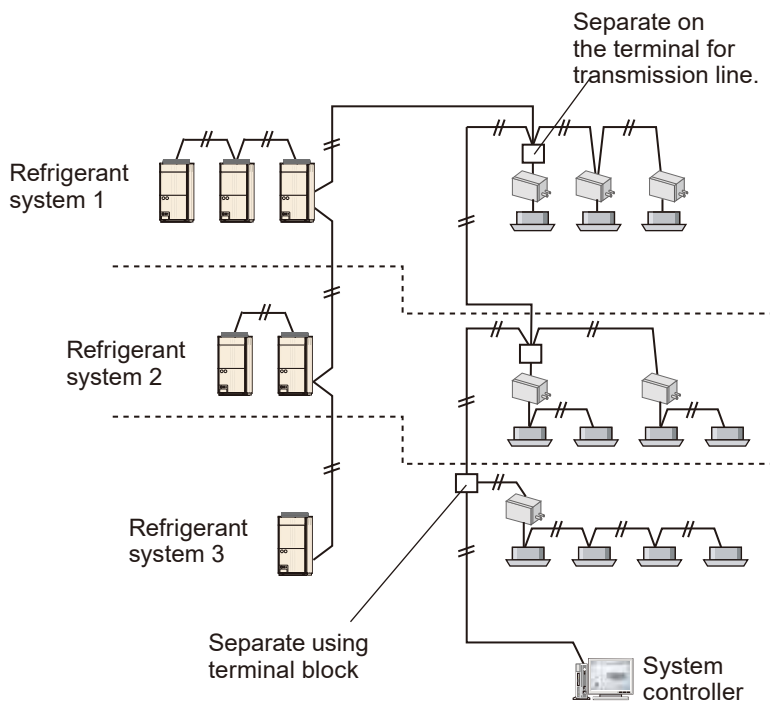 Separate on
the terminal for
transmission line.
Refrigerant
system 1
Refrigerant
system 2
Refrigerant
system 3
Separate using
terminal block
System
controller